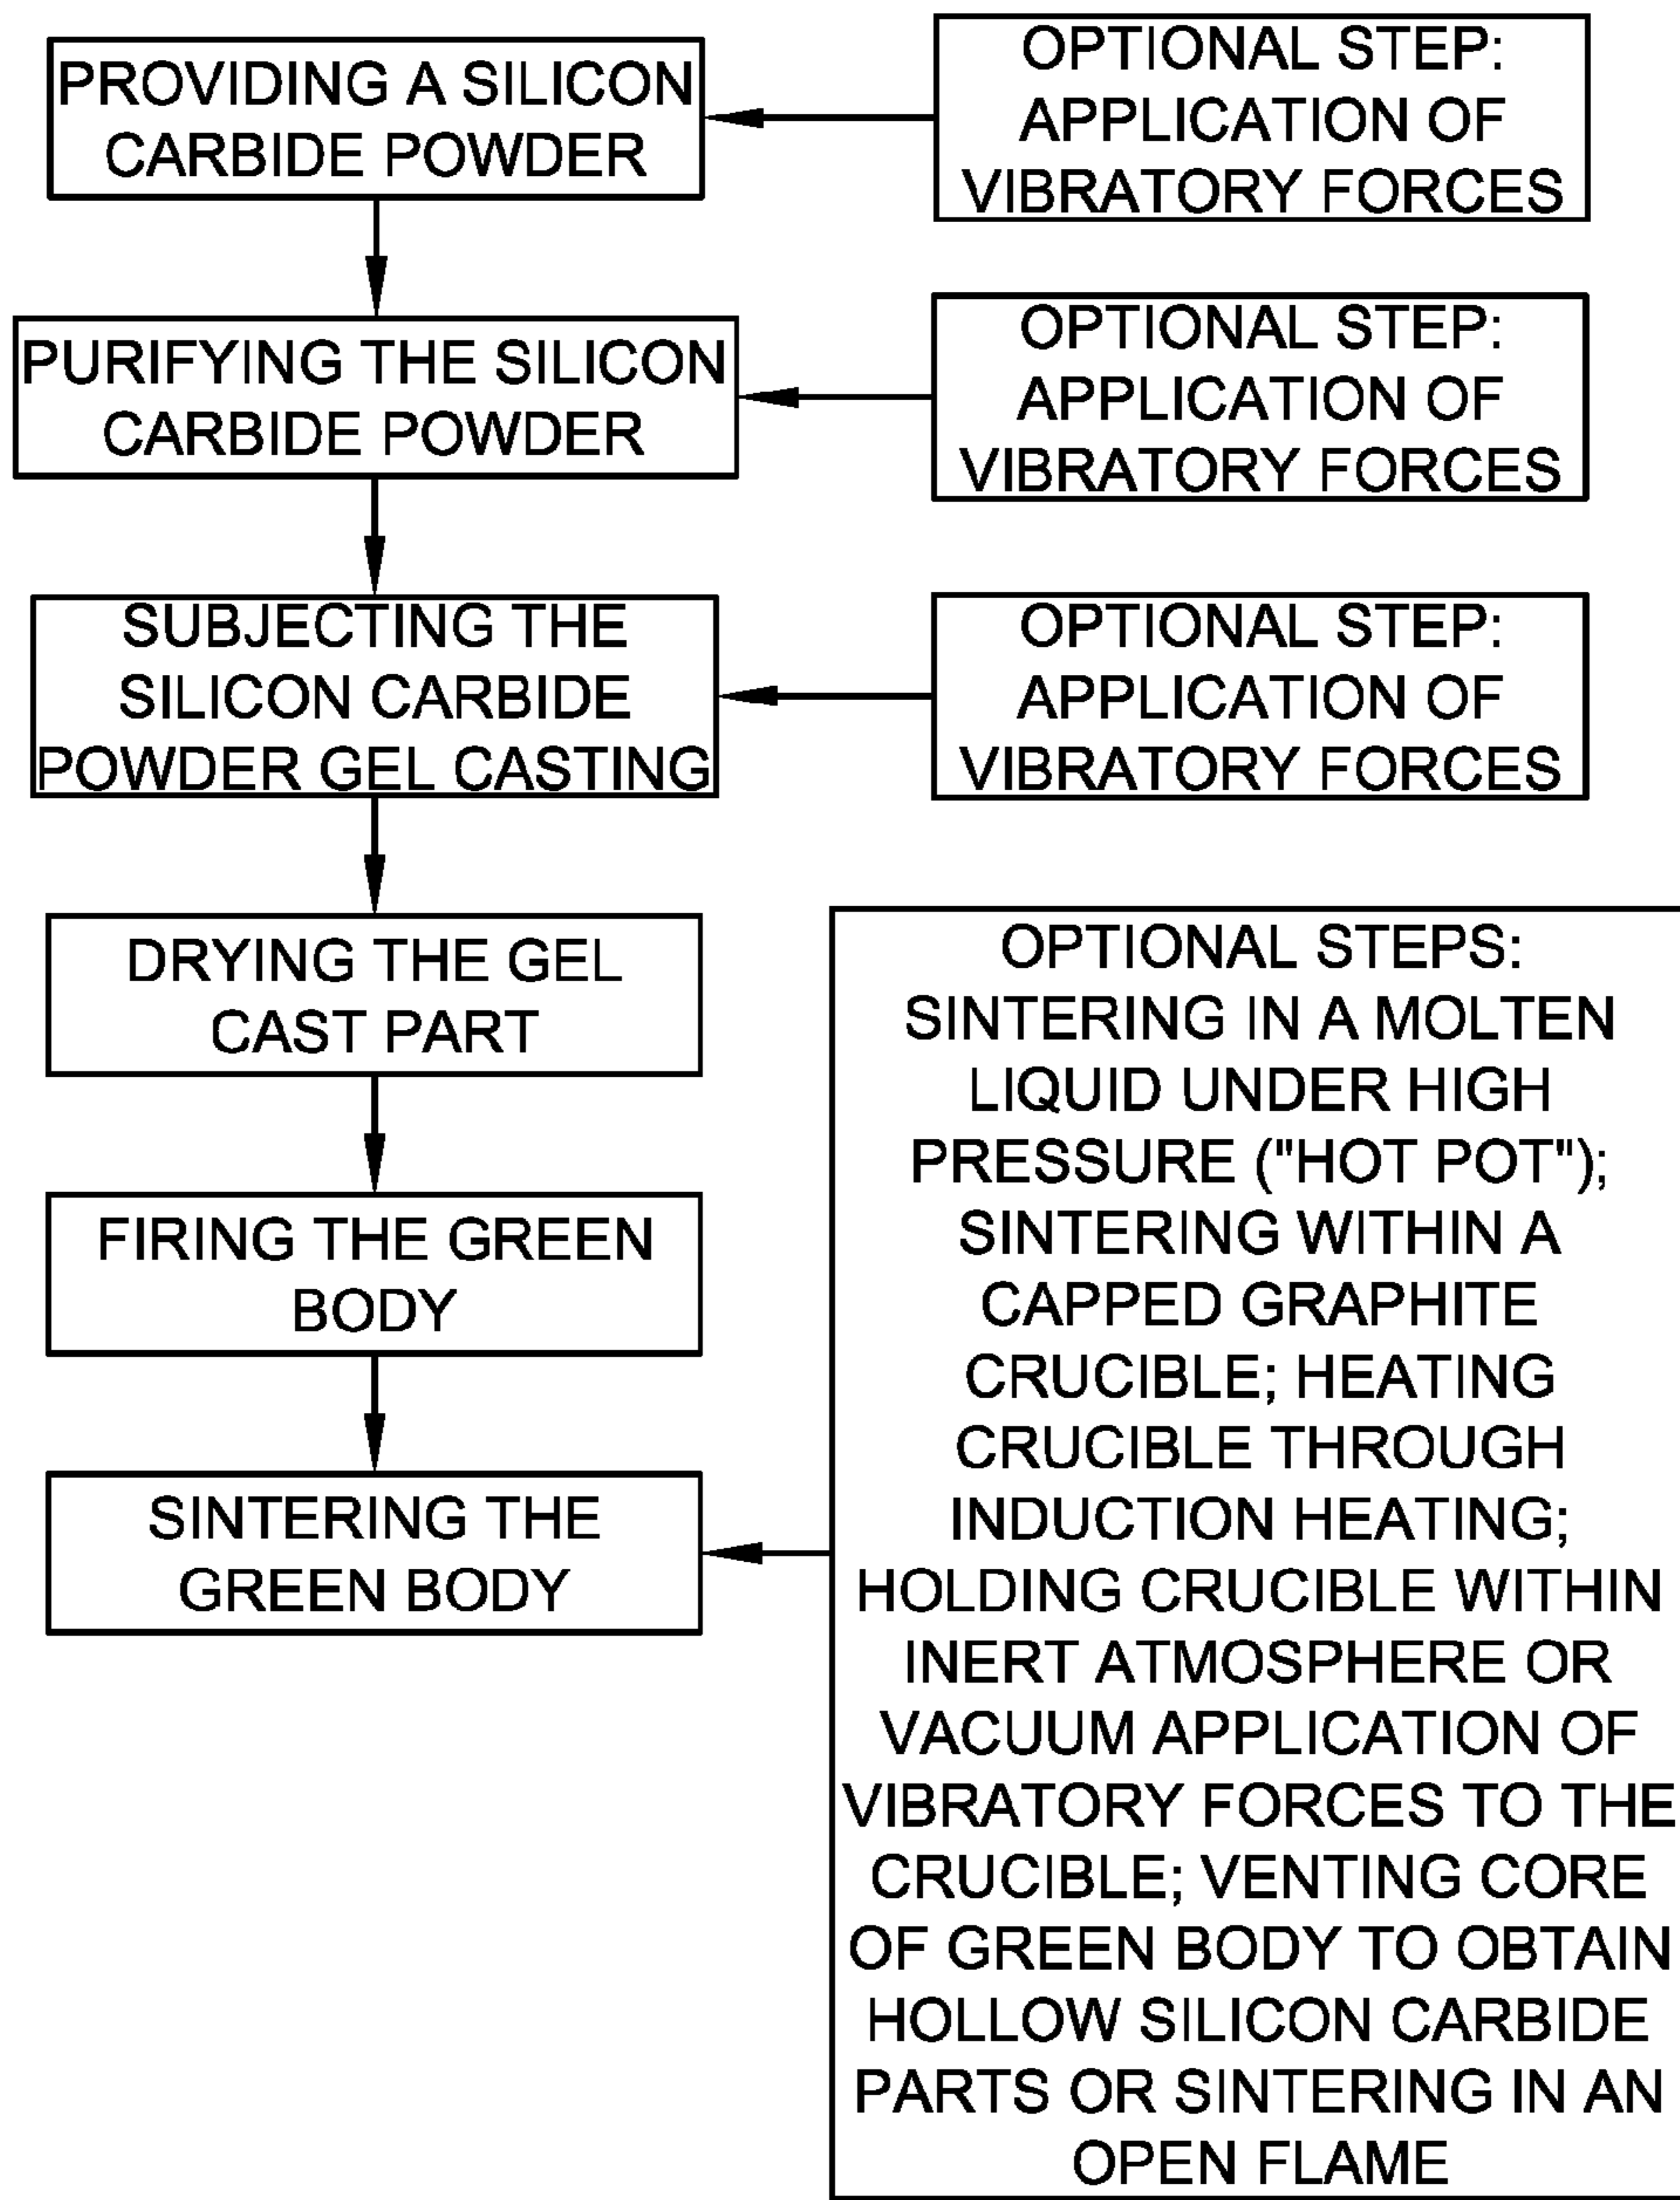 PROVIDING A SILICON
CARBIDE POWDER
OPTIONAL STEP:
APPLICATION OF
VIBRATORY FORCES
PURIFYING THE SILICON
CARBIDE POWDER
OPTIONAL STEP:
APPLICATION OF
VIBRATORY FORCES
SUBJECTING THE
SILICON CARBIDE
POWDER GEL CASTING
OPTIONAL STEP:
APPLICATION OF
VIBRATORY FORCES
DRYING THE GEL
CAST PART
FIRING THE GREEN
BODY
SINTERING THE
GREEN BODY
OPTIONAL STEPS:
SINTERING IN A MOLTEN
LIQUID UNDER HIGH
PRESSURE ("HOT POT");
SINTERING WITHIN A
CAPPED GRAPHITE
CRUCIBLE; HEATING
CRUCIBLE THROUGH
INDUCTION HEATING;
HOLDING CRUCIBLE WITHIN
INERT ATMOSPHERE OR
VACUUM APPLICATION OF
VIBRATORY FORCES TO THE
CRUCIBLE; VENTING CORE
OF GREEN BODY TO OBTAIN
HOLLOW SILICON CARBIDE
PARTS OR SINTERING IN AN
OPEN FLAME